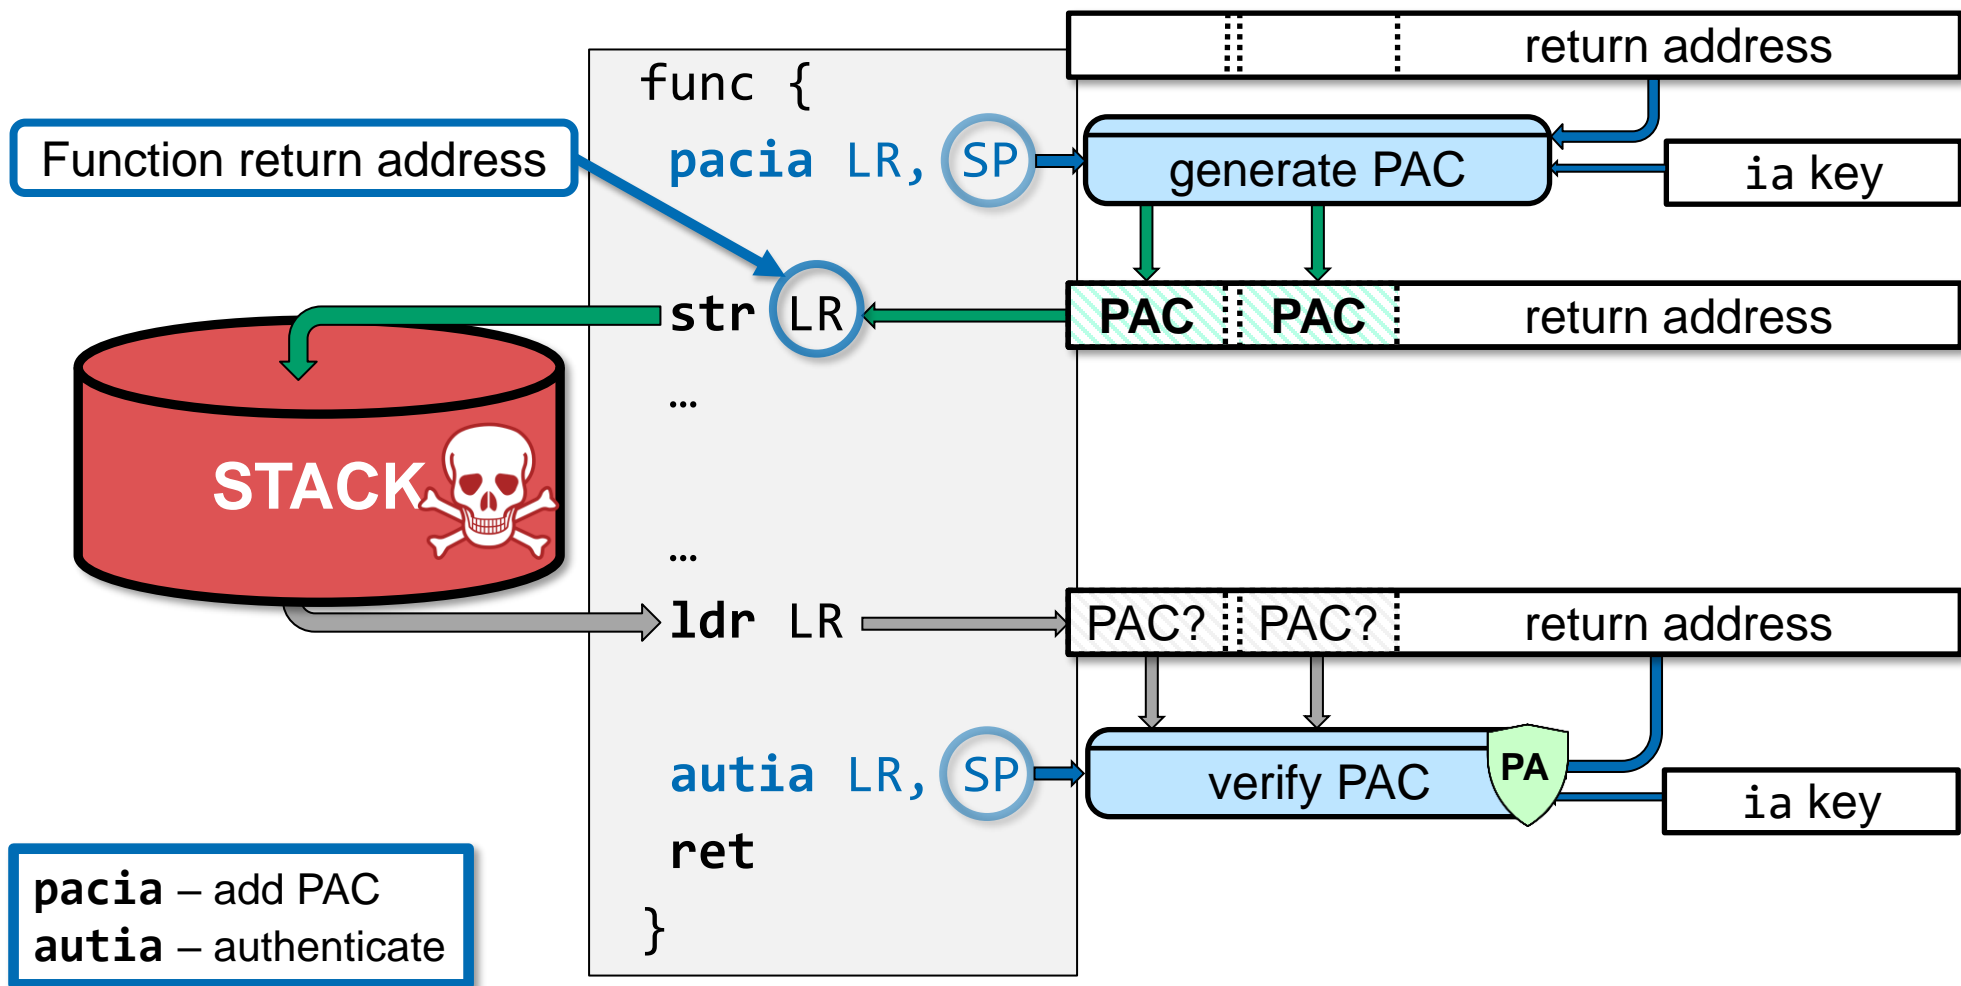 return address
func {
Function return address
pacia LR, SP
generate PAC
ia key
str LR
PAC PAC return address
…
STACK
…
ldr LR
PAC? PAC? return address
autia LR, SP
verify PAC
PA
ia key
ret
}
pacia – add PAC
autia – authenticate